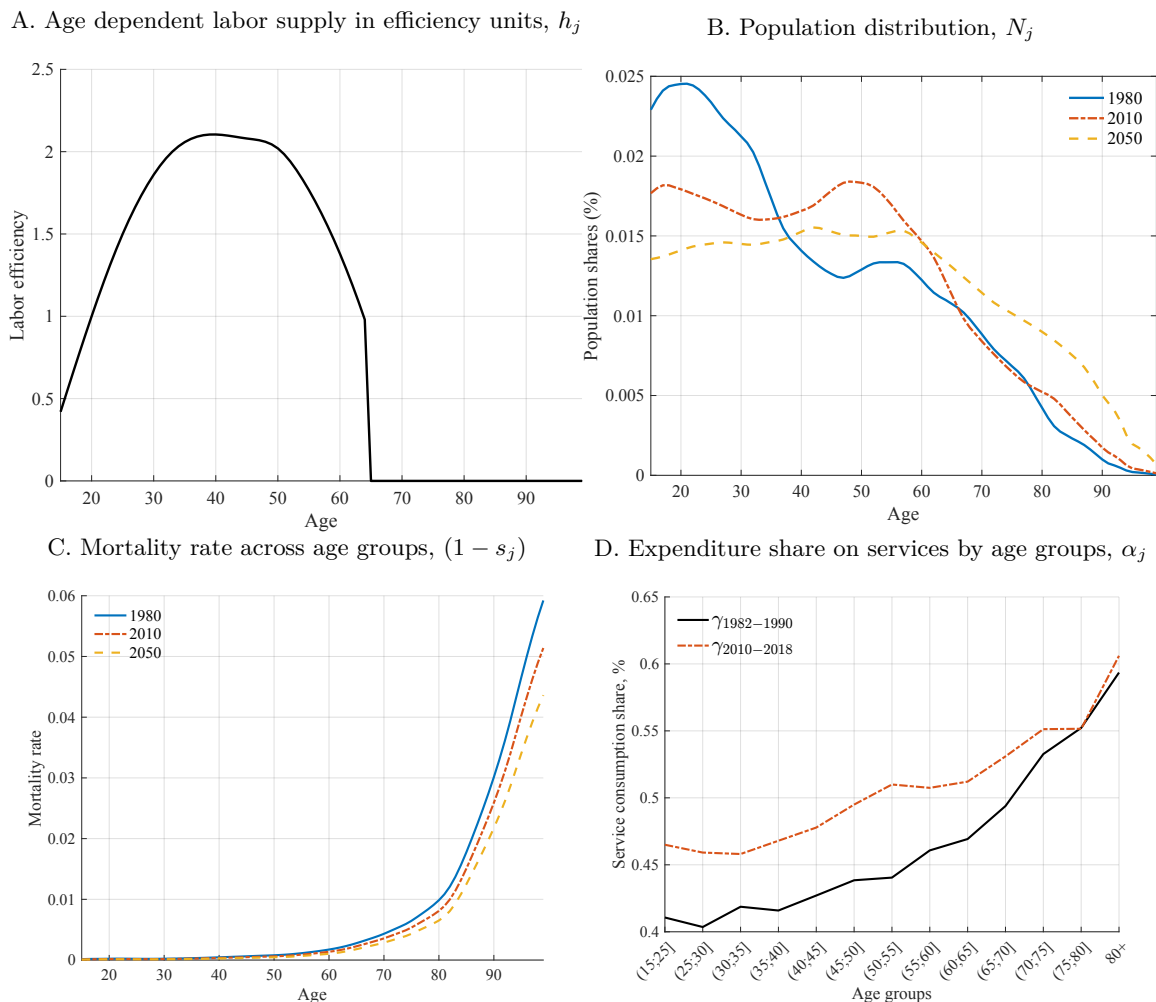 A. Age dependent labor supply in efficiency units, h_j
2.5
2
1.5
1
0.5
0
Labor efficiency
20 30 40 50 60 70 80 90
Age
B. Population distribution, N_j
0.025
0.02
0.015
0.01
0.005
0
Population shares (%)
1980
2010
2050
20 30 40 50 60 70 80 90
Age
C. Mortality rate across age groups, (1 − s_j)
0.06
0.05
0.04
0.03
0.02
0.01
0
Mortality rate
1980
2010
2050
20 30 40 50 60 70 80 90
Age
D. Expenditure share on services by age groups, α_j
0.65
0.6
0.55
0.5
0.45
0.4
Service consumption share, %
γ1982−1990
γ2010−2018
(15;25] (25;30] (30;35] (35;40] (40;45] (45;50] (50;55] (55;60] (60;65] (65;70] (70;75] (75;80] 80+
Age groups